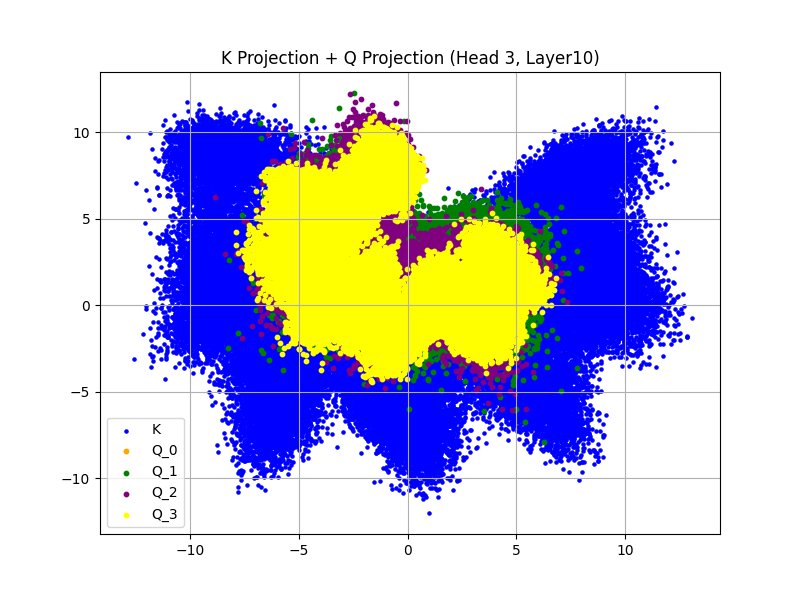 K Projection + Q Projection (Head 3, Layer10)
10
5
0
−5
−10
K
Q_0
Q_1
Q_2
Q_3
−10
−5
0
5
10